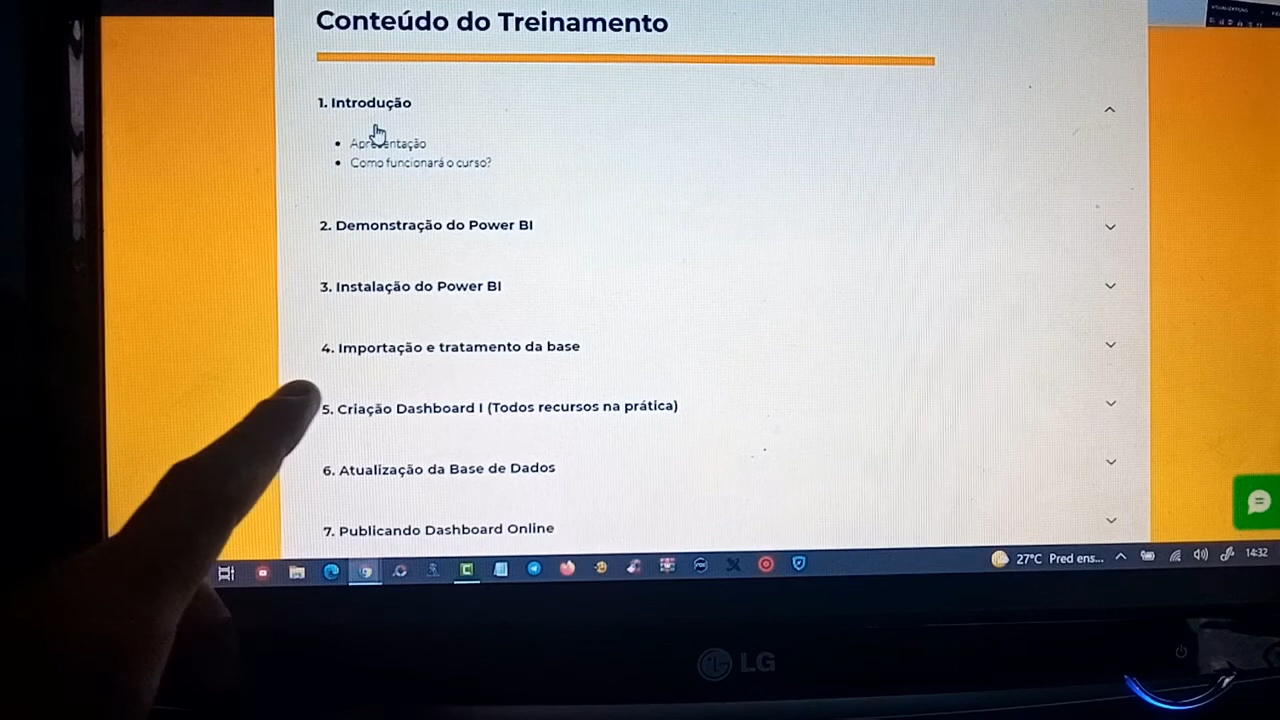 Conteúdo do Treinamento
1. Introdução
Apresentação
Como funcionará o curso?
2. Demonstração do Power BI
3. Instalação do Power BI
4. Importação e tratamento da base
5. Criação Dashboard I (Todos recursos na prática)
6. Atualização da Base de Dados
7. Publicando Dashboard Online
27°C Pred ens... 14:32
LG